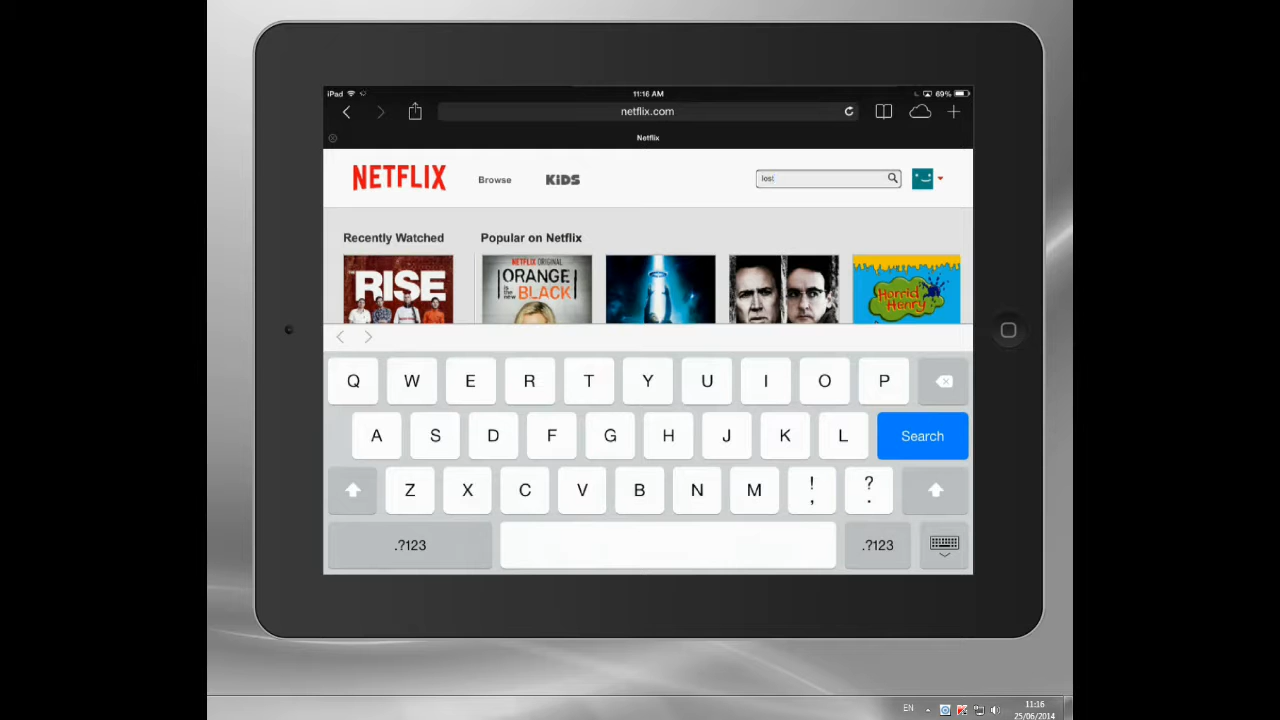 iPad
11:16 AM
69%
netflix.com
Netflix
NETFLIX
Browse
KiDS
lost
Recently Watched
Popular on Netflix
THE RISE
NETFLIX ORIGINAL
ORANGE
is the new BLACK
Horrid
Henry
Q W E R T Y U I O P
A S D F G H J K L Search
Z X C V B N M ! , ? .
.?123 .?123
EN
11:16
25/06/2014